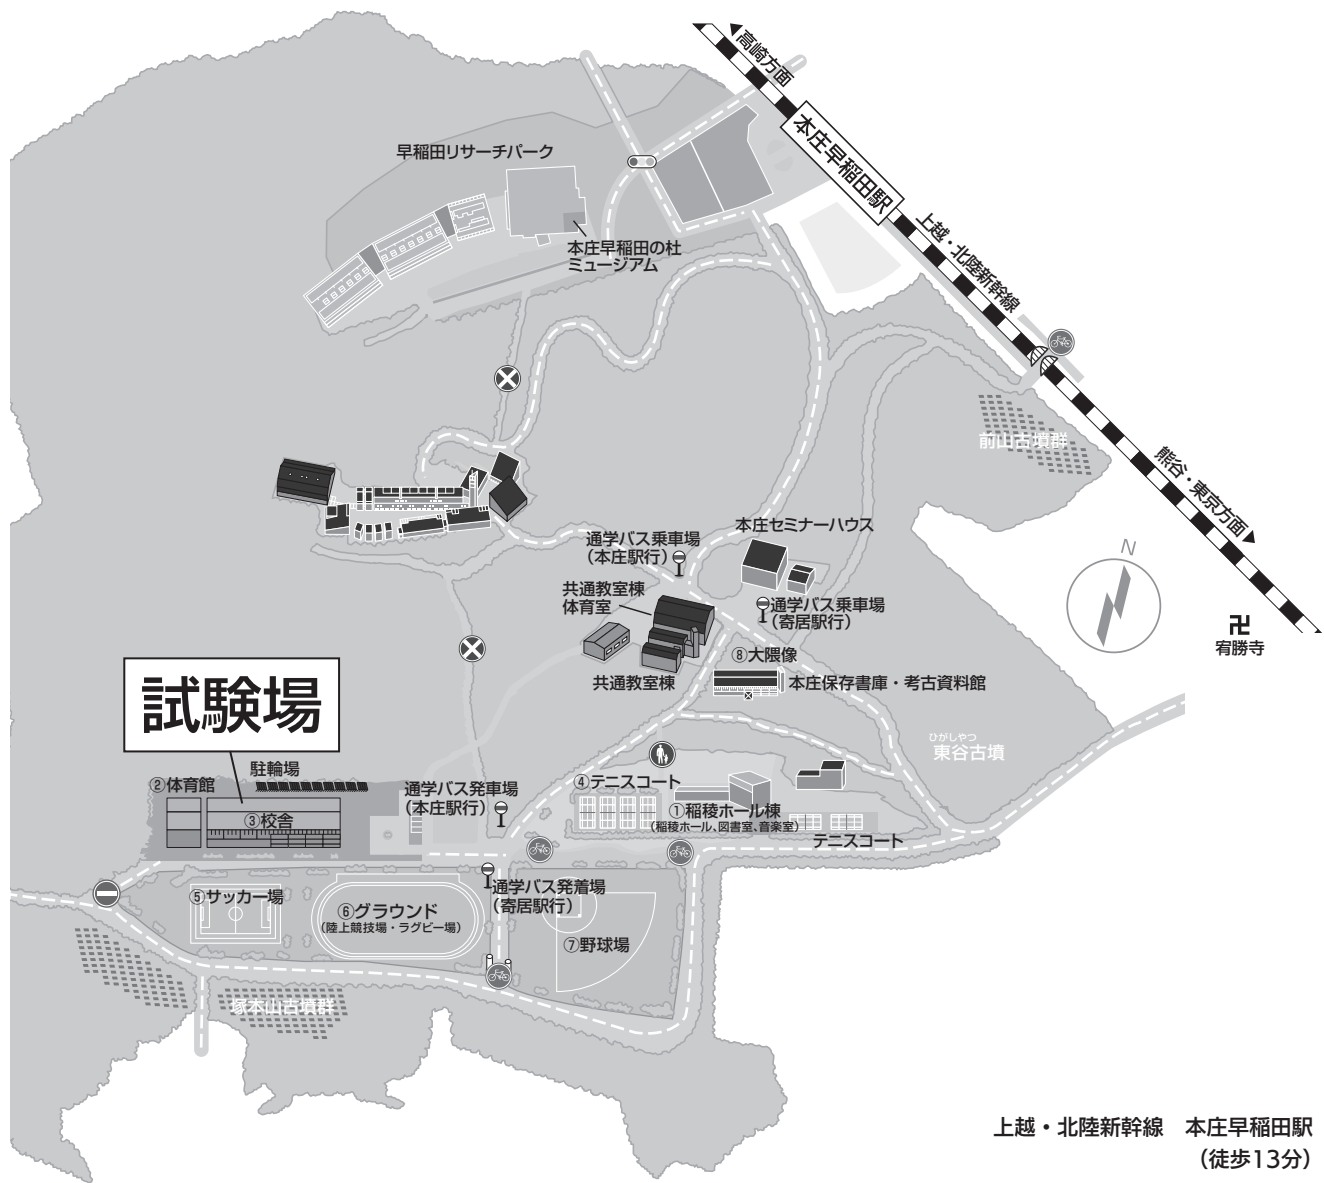 高崎方面
本庄早稲田駅
早稲田リサーチパーク
上越・北陸新幹線
本庄早稲田の杜
ミュージアム
前山古墳群
熊谷・東京方面
本庄セミナーハウス
通学バス乗車場
(本庄駅行)
N
共通教室棟
体育室
通学バス乗車場
(寄居駅行)
卍
宥勝寺
⑧大隈像
共通教室棟
本庄保存書庫・考古資料館
試験場
ひがしやつ
東谷古墳
駐輪場
②体育館
④テニスコート
通学バス発車場
(本庄駅行)
①稲稜ホール棟
(稲稜ホール、図書室、音楽室)
③校舎
テニスコート
⑤サッカー場
通学バス発着場
(寄居駅行)
⑥グラウンド
(陸上競技場・ラグビー場)
⑦野球場
塚本山古墳群
上越・北陸新幹線　本庄早稲田駅
(徒歩13分)